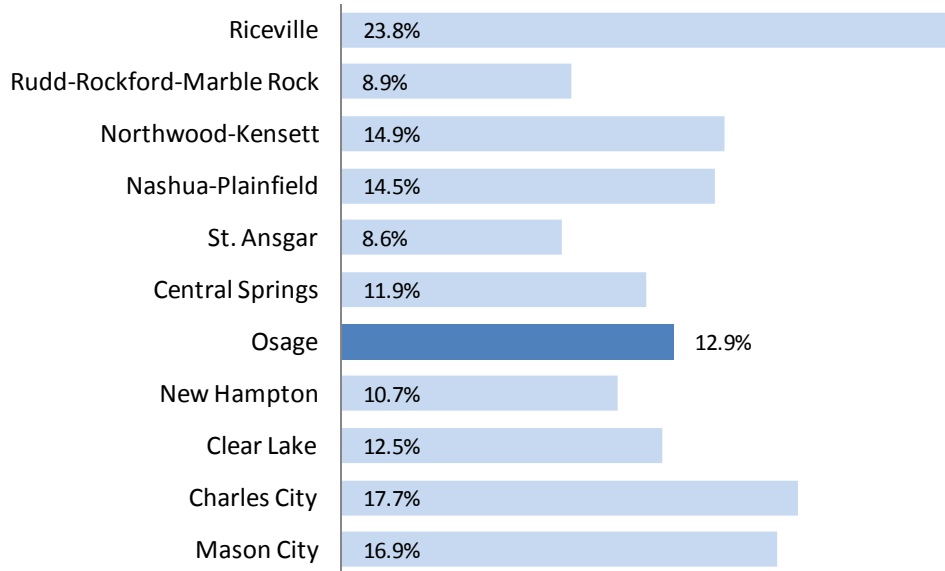 Riceville 23.8%
Rudd-Rockford-Marble Rock 8.9%
Northwood-Kensett 14.9%
Nashua-Plainfield 14.5%
St. Ansgar 8.6%
Central Springs 11.9%
Osage 12.9%
New Hampton 10.7%
Clear Lake 12.5%
Charles City 17.7%
Mason City 16.9%